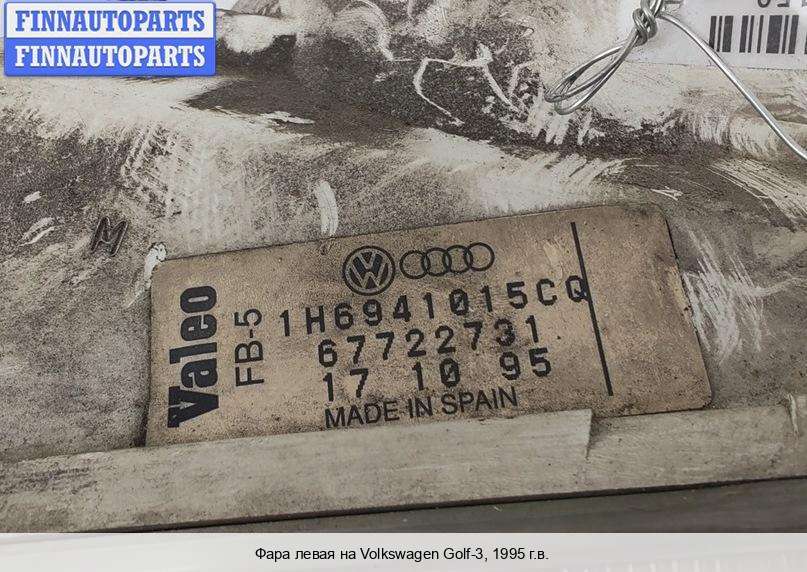 FINNAUTOPARTS
FINNAUTOPARTS
M
Valeo
FB-5
1H6941015CQ
67722731
17 10 95
MADE IN SPAIN
Фара левая на Volkswagen Golf-3, 1995 г.в.